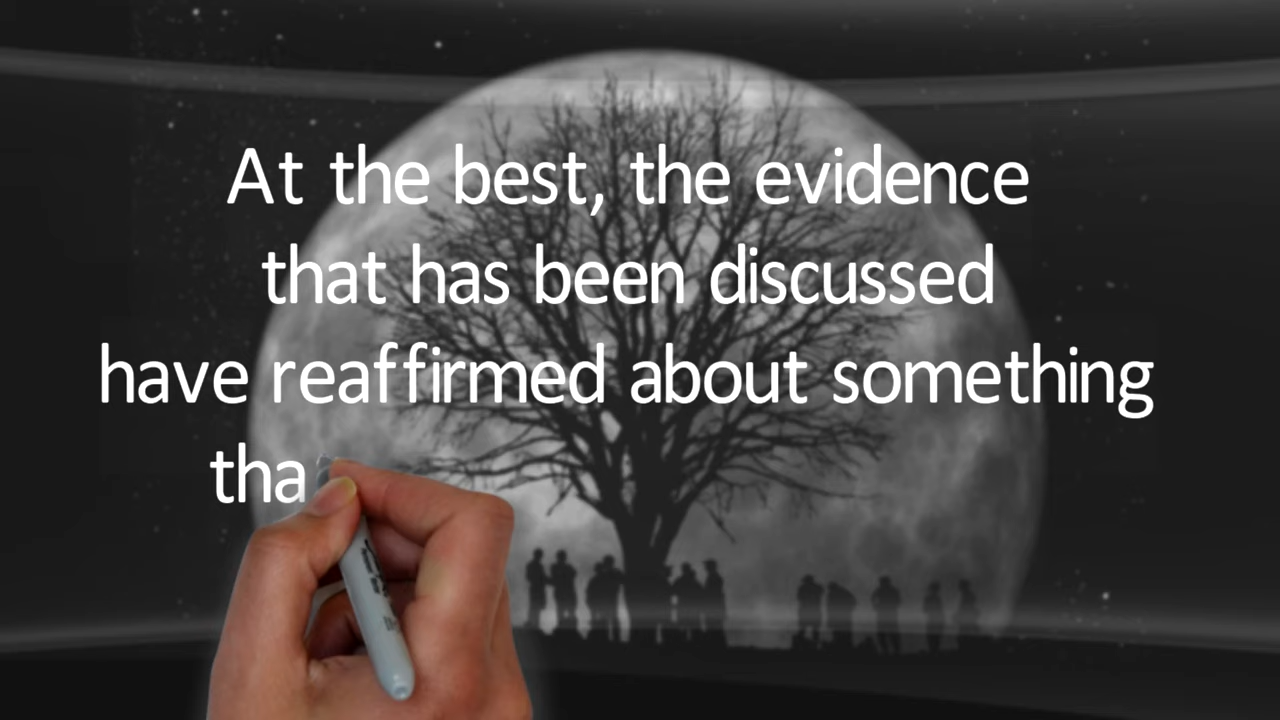 At the best, the evidence
that has been discussed
have reaffirmed about something
tha